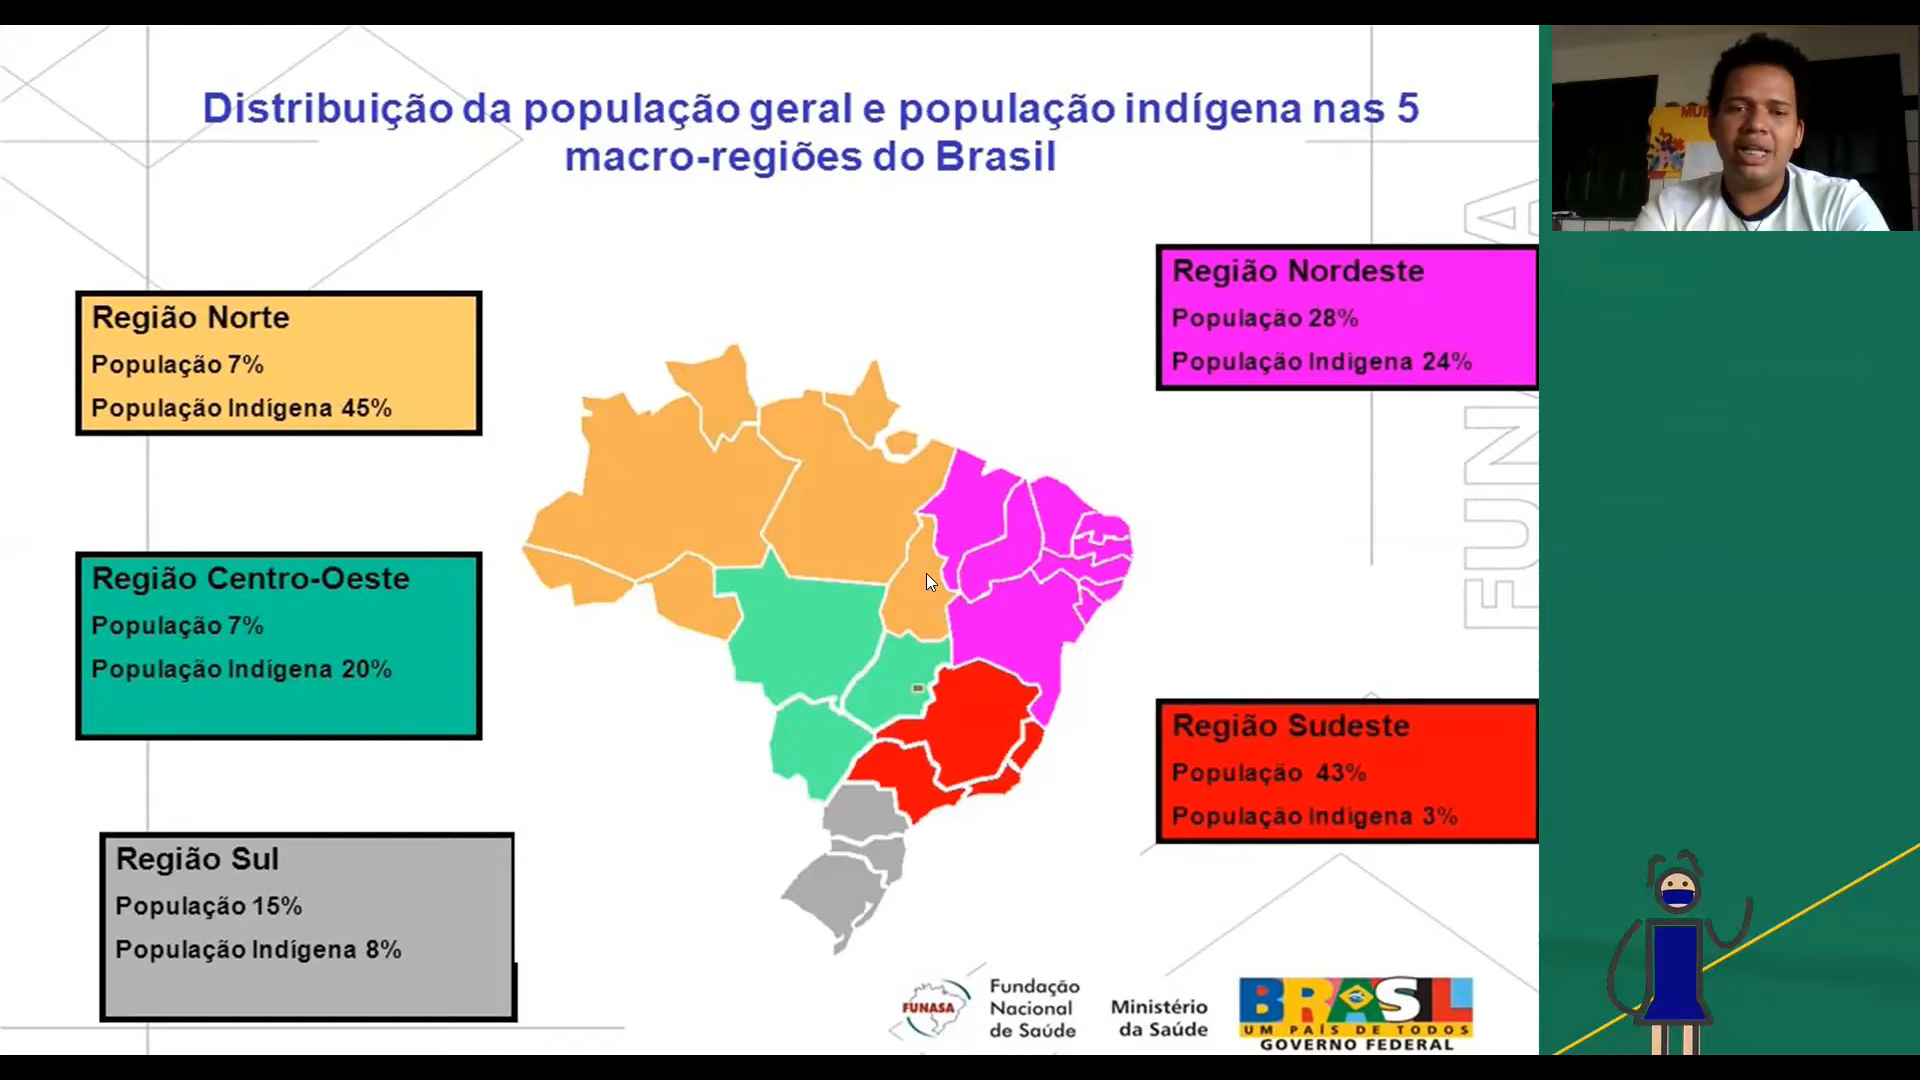 Distribuição da população geral e população indígena nas 5
macro-regiões do Brasil
Região Norte
População 7%
População Indígena 45%
Região Nordeste
População 28%
População Indígena 24%
Região Centro-Oeste
População 7%
População Indígena 20%
Região Sudeste
População 43%
População Indígena 3%
Região Sul
População 15%
População Indígena 8%
FUNASA
Fundação
Nacional
de Saúde
Ministério
da Saúde
BRASIL
UM PAÍS DE TODOS
GOVERNO FEDERAL